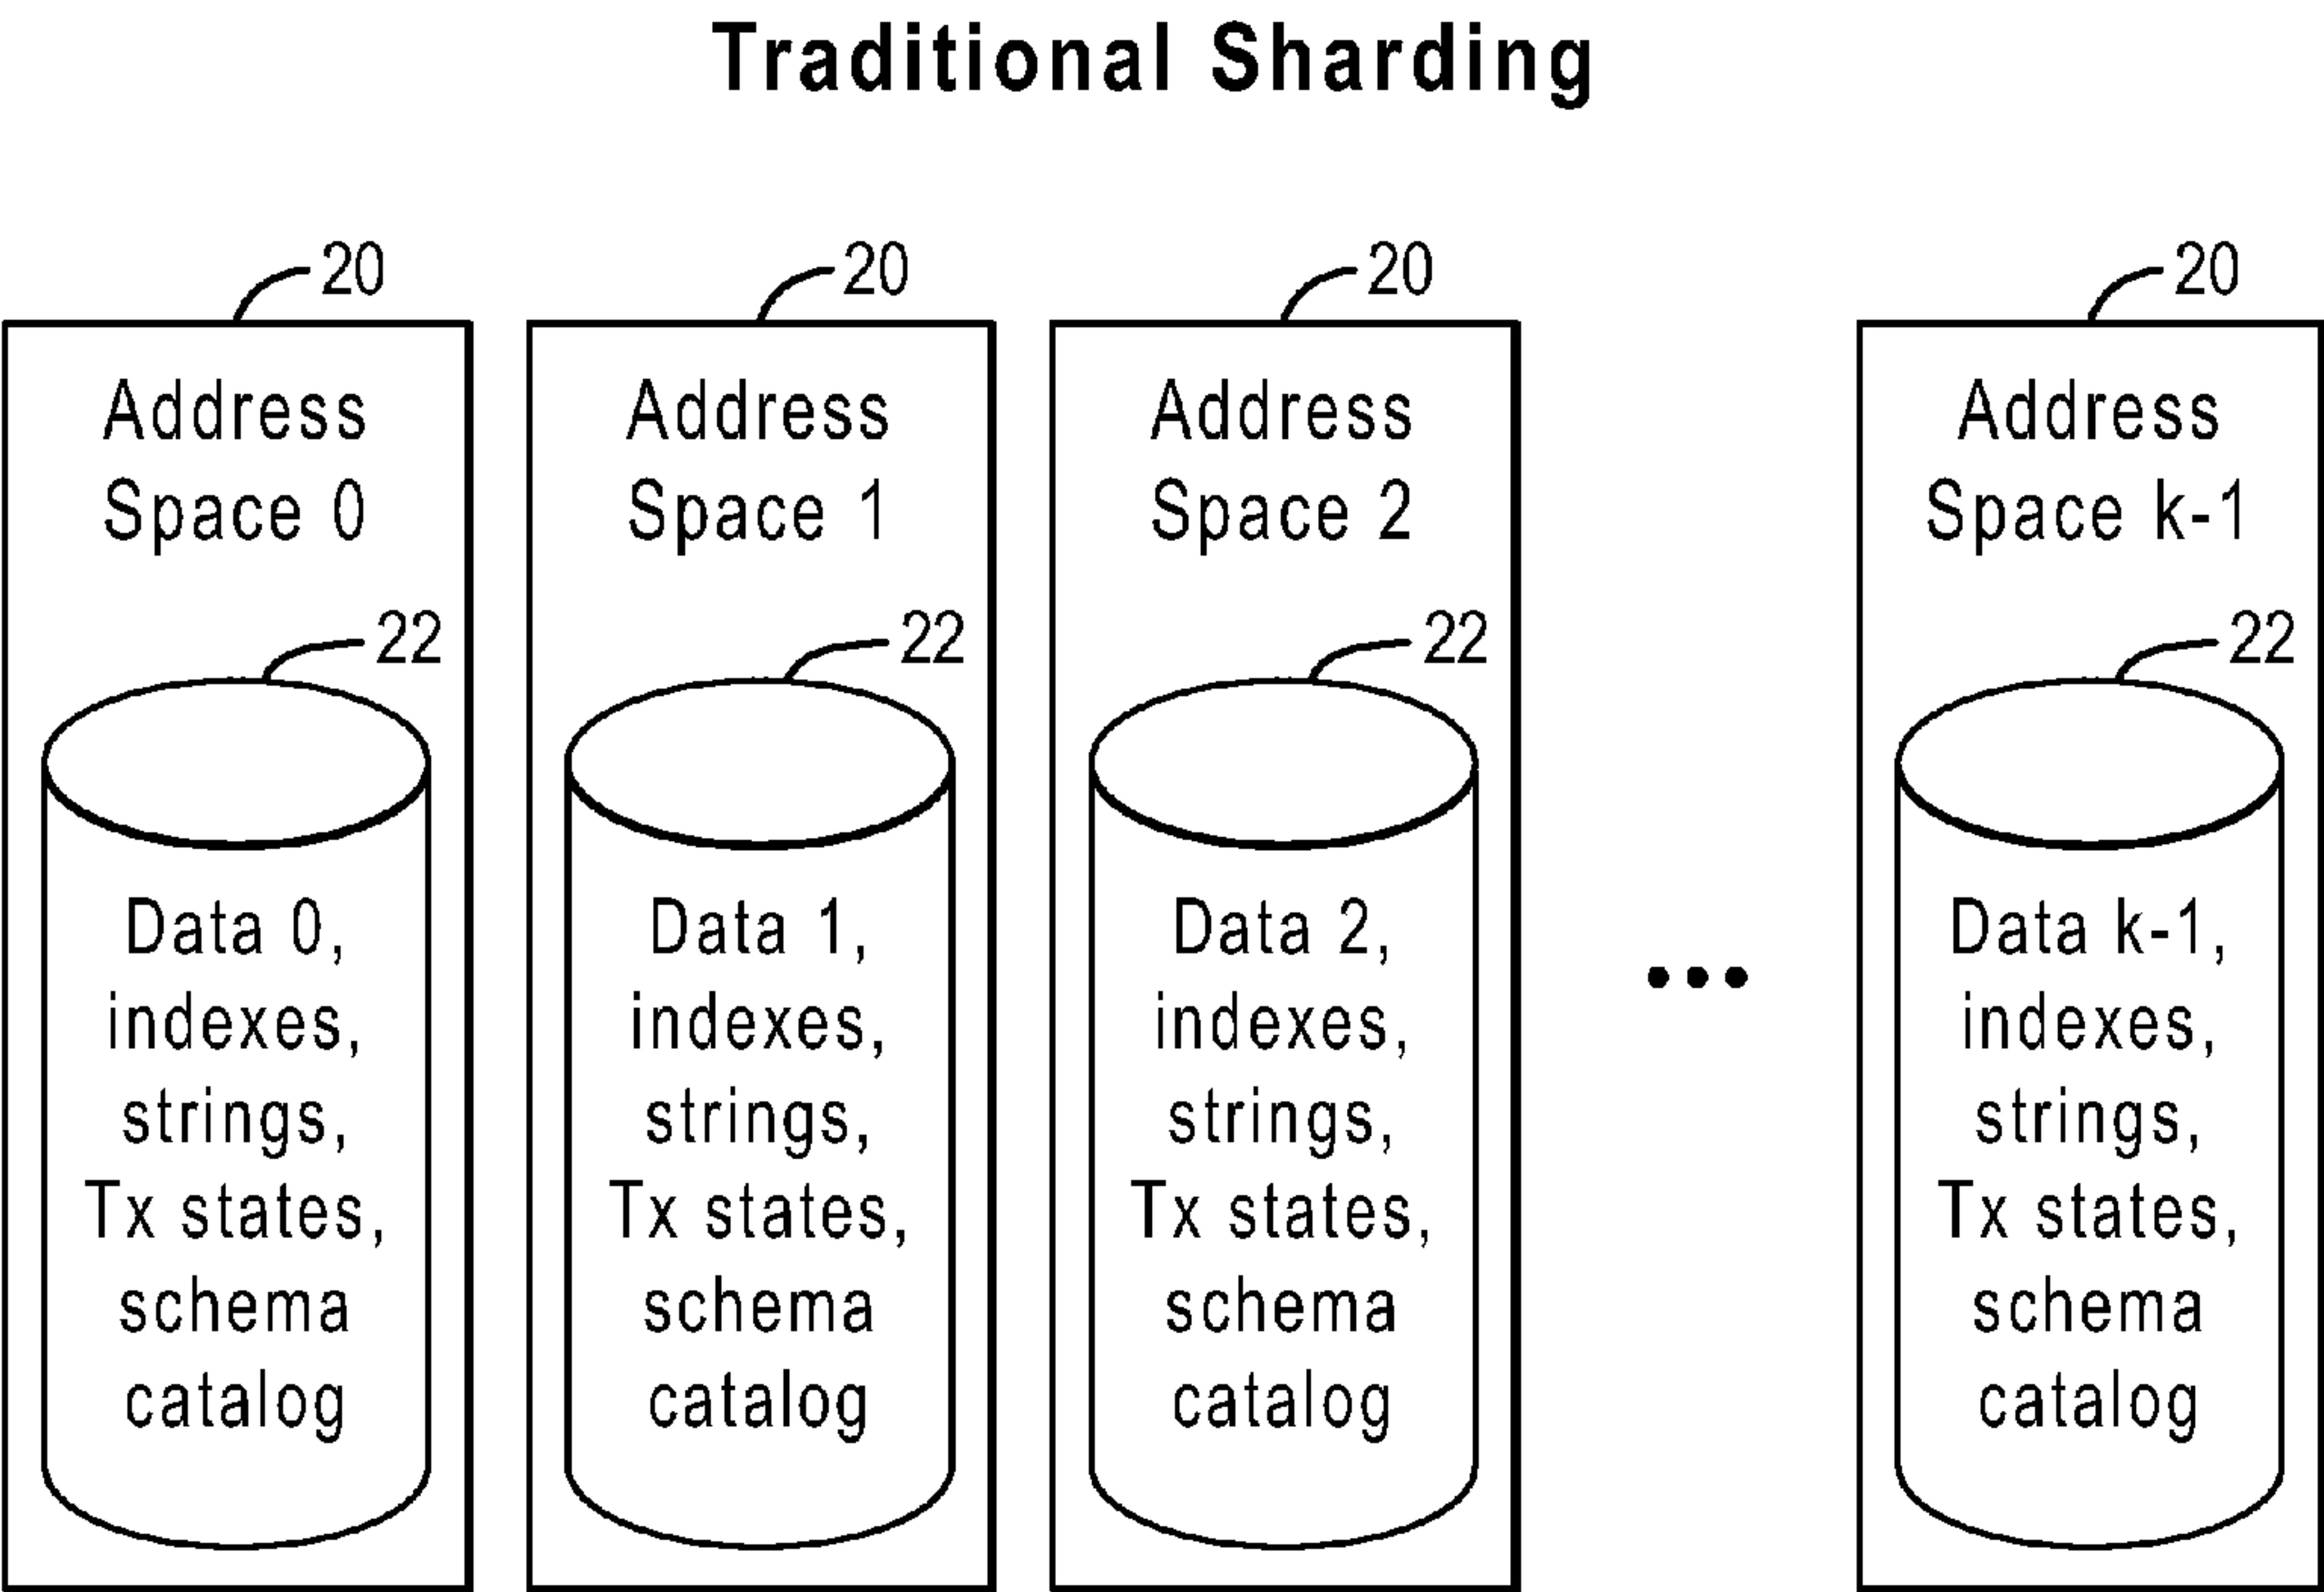 Traditional Sharding
20
Address
Space 0
22
Data 0,
indexes,
strings,
Tx states,
schema
catalog
20
Address
Space 1
22
Data 1,
indexes,
strings,
Tx states,
schema
catalog
20
Address
Space 2
22
Data 2,
indexes,
strings,
Tx states,
schema
catalog
•••
20
Address
Space k-1
22
Data k-1,
indexes,
strings,
Tx states,
schema
catalog